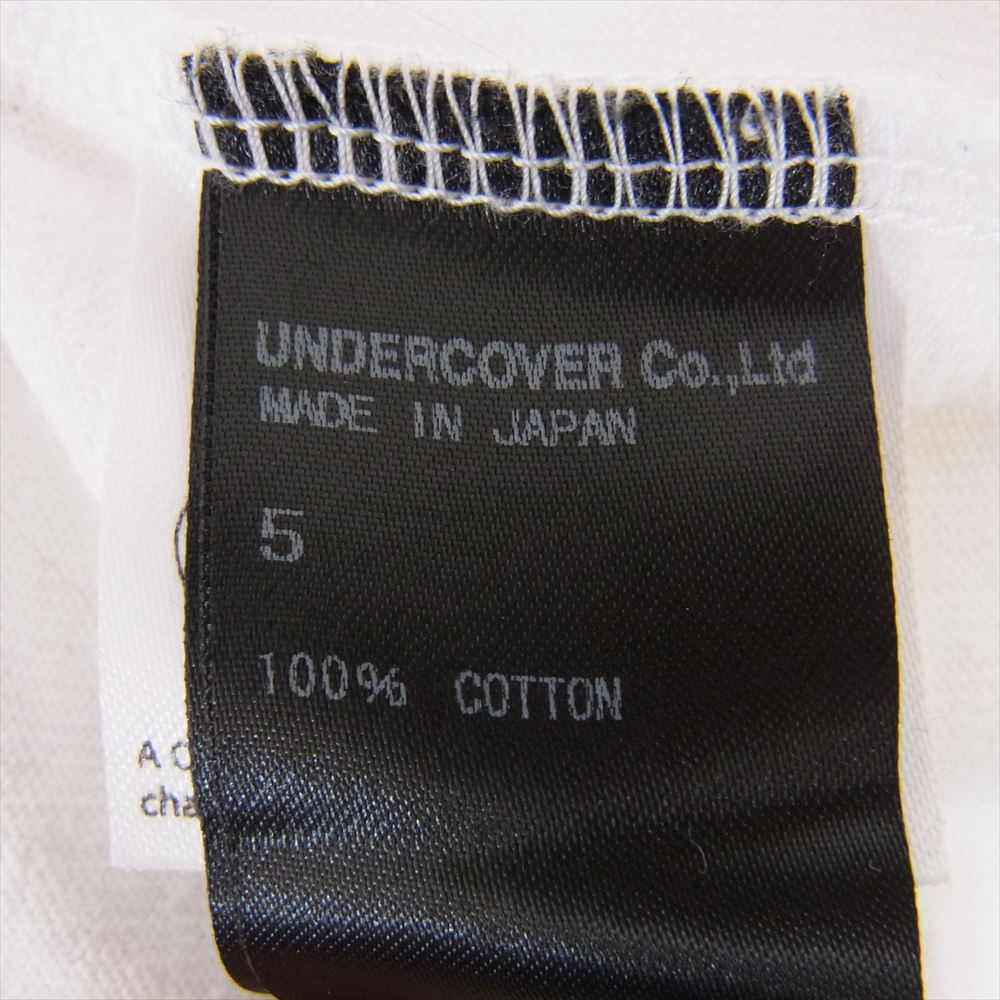 UNDERCOVER Co.,Ltd
MADE IN JAPAN
5
100% COTTON
A